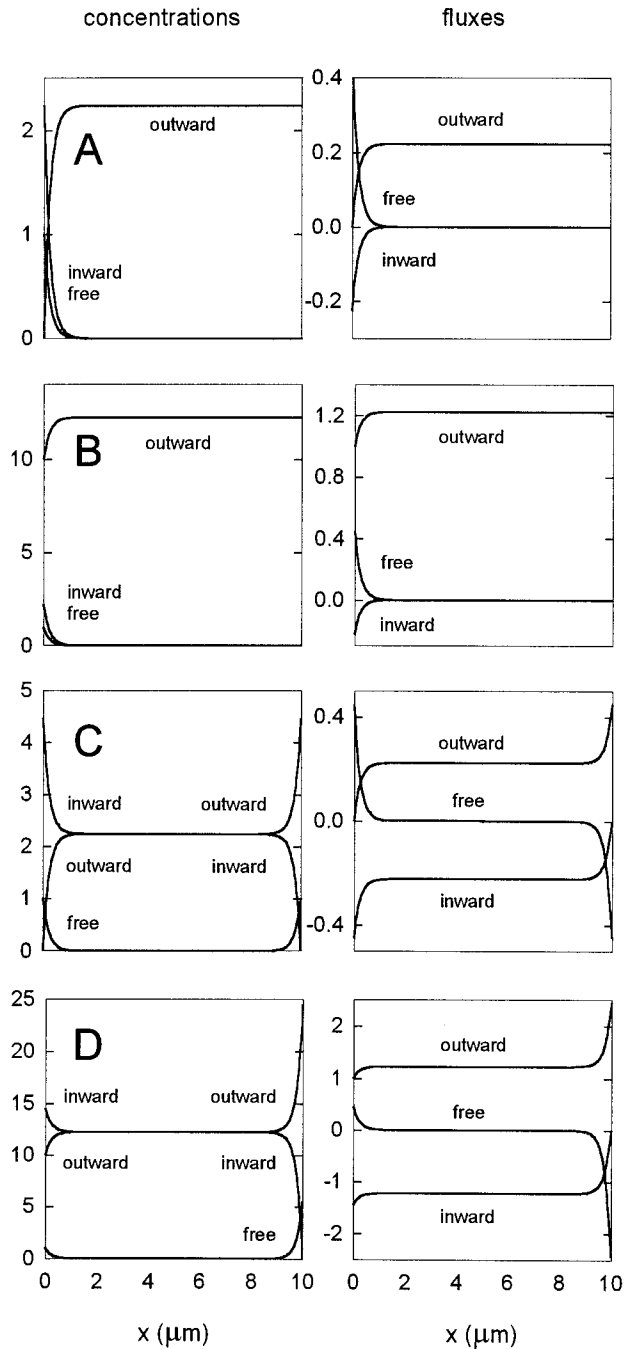 concentrations
fluxes
A
2
1
0
outward
inward
free
0.4
0.2
0.0
-0.2
outward
free
inward
B
10
5
0
outward
inward
free
1.2
0.8
0.4
0.0
outward
free
inward
C
5
4
3
2
1
0
inward
outward
outward
inward
free
0.4
0.0
-0.4
outward
free
inward
D
25
20
15
10
5
0
inward
outward
outward
inward
free
0
2
4
6
8
10
x (μm)
2
1
0
-1
-2
outward
free
inward
0
2
4
6
8
10
x (μm)